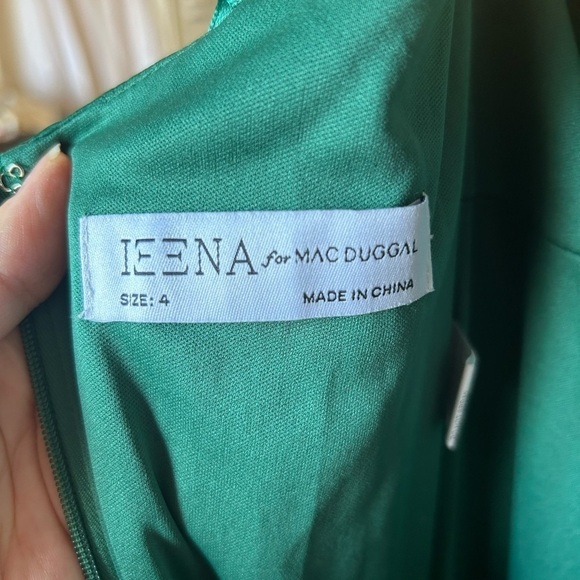 IEENA for MAC DUGGAL
SIZE: 4 MADE IN CHINA